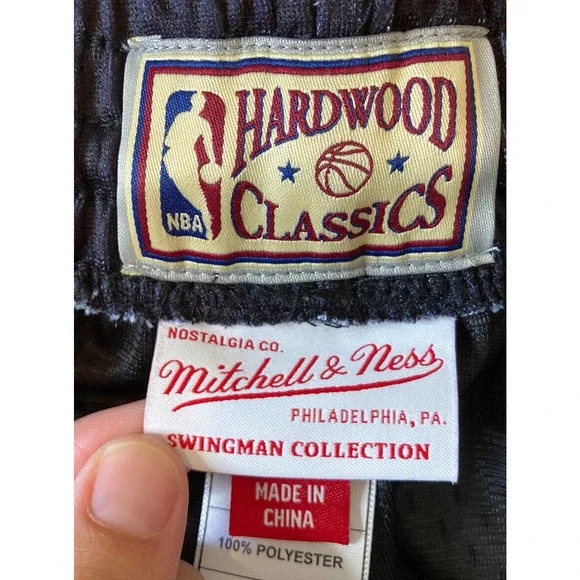 HARDWOOD
CLASSICS
NBA
NOSTALGIA CO.
Mitchell & Ness
PHILADELPHIA, PA.
SWINGMAN COLLECTION
MADE IN
CHINA
100% POLYESTER